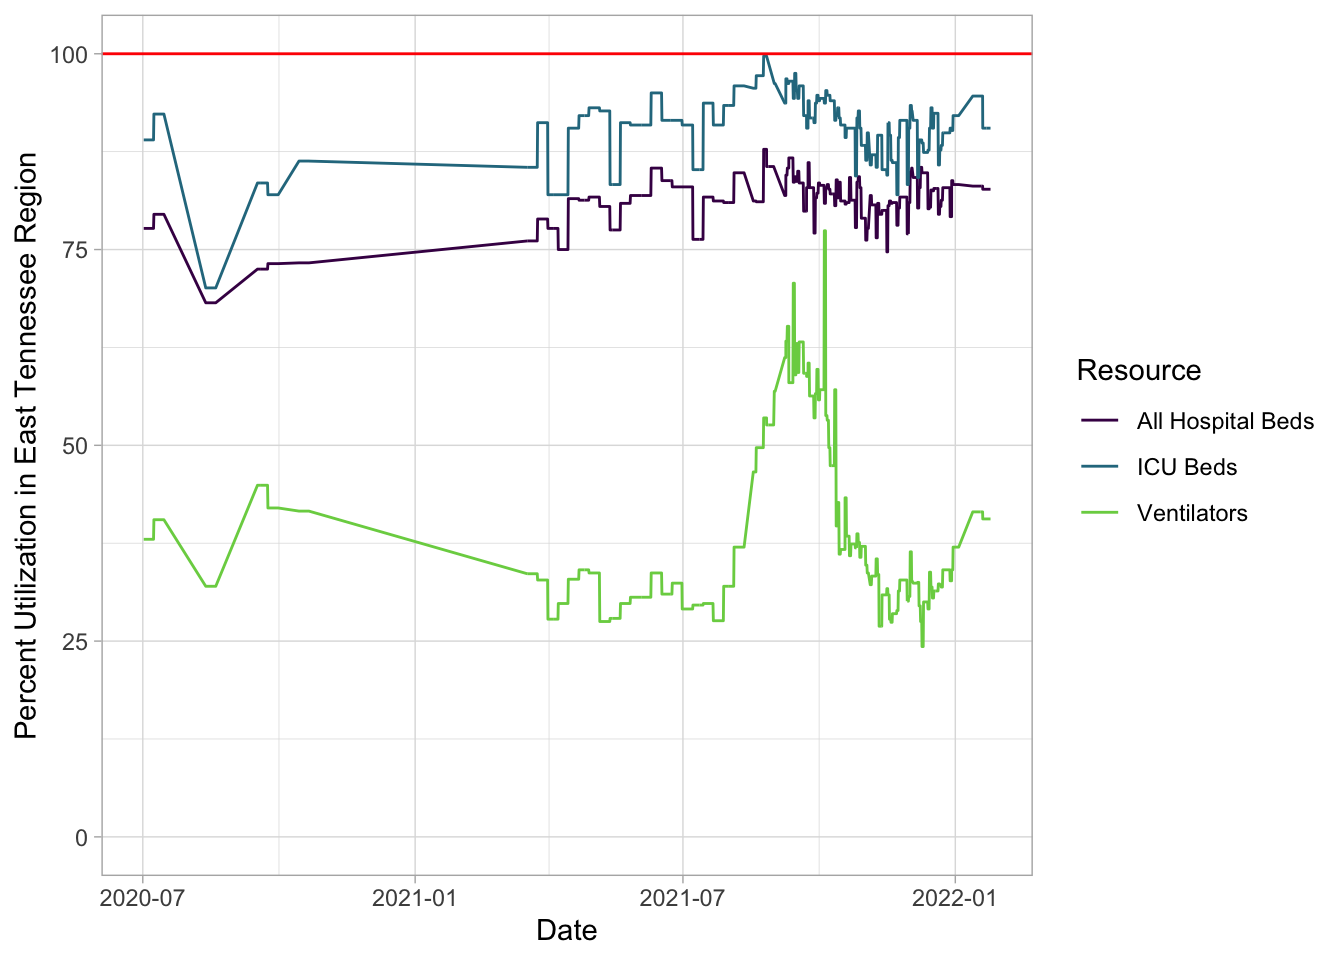 Percent Utilization in East Tennessee Region
100
75
50
25
0
2020-07
2021-01
2021-07
2022-01
Date
Resource
All Hospital Beds
ICU Beds
Ventilators